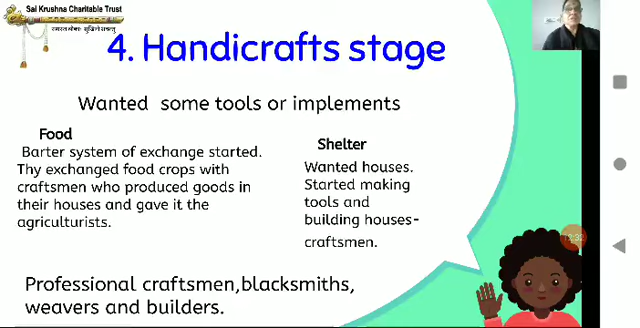 Sai Krushna Charitable Trust
4. Handicrafts stage
Wanted some tools or implements
Food
Barter system of exchange started.
Thy exchanged food crops with
craftsmen who produced goods in
their houses and gave it the
agriculturists.
Shelter
Wanted houses.
Started making
tools and
building houses-
craftsmen.
Professional craftsmen,blacksmiths,
weavers and builders.